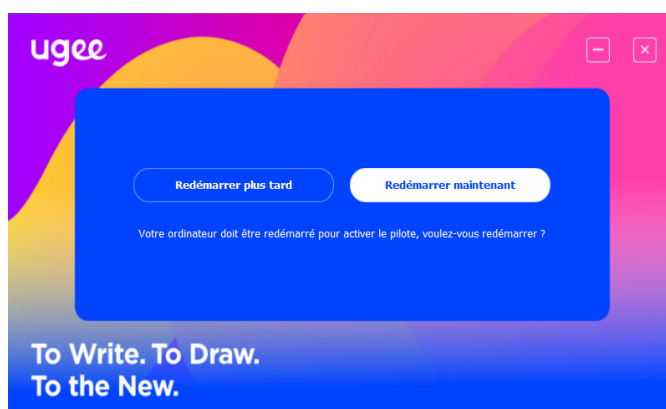 ugee
Redémarrer plus tard
Redémarrer maintenant
Votre ordinateur doit être redémarré pour activer le pilote, voulez-vous redémarrer ?
To Write. To Draw.
To the New.